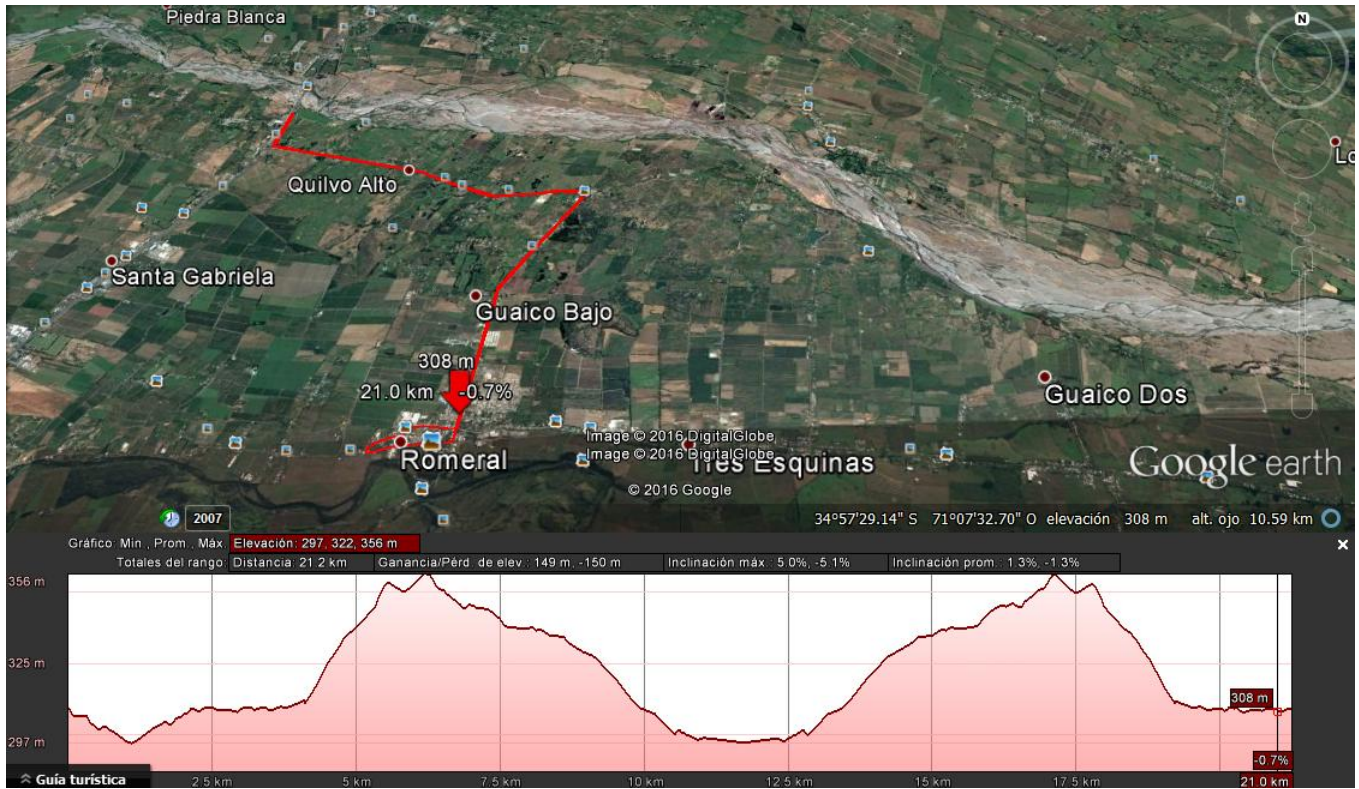 Piedra Blanca
N
Lo
Quilvo Alto
Santa Gabriela
Guaico Bajo
308 m
21.0 km -0.7%
Guaico Dos
Image © 2016 DigitalGlobe
Image © 2016 DigitalGlobe
Romeral
Tres Esquinas
Google earth
© 2016 Google
2007
34°57'29.14" S 71°07'32.70" O elevación 308 m alt. ojo 10.59 km
Gráfico: Mín., Prom., Máx. Elevación: 297, 322, 356 m
Totales del rango: Distancia: 21.2 km Ganancia/Pérd. de elev.: 149 m, -150 m Inclinación máx.: 5.0%, -5.1% Inclinación prom.: 1.3%, -1.3%
356 m
325 m
308 m
297 m
-0.7%
Guía turística 2.5 km 5 km 7.5 km 10 km 12.5 km 15 km 17.5 km 21.0 km